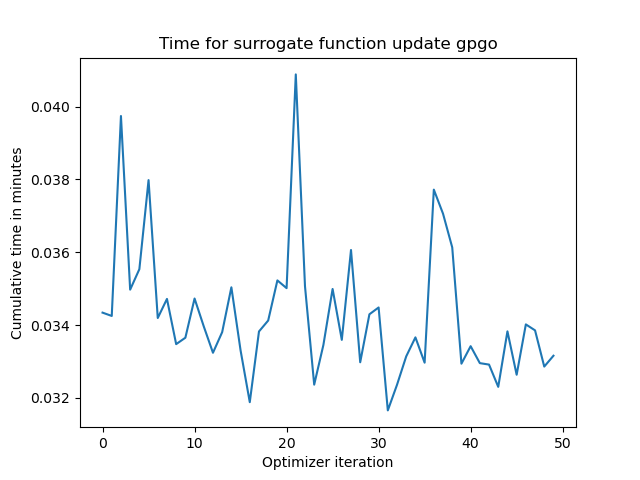 Time for surrogate function update gpgo
Cumulative time in minutes
0.040
0.038
0.036
0.034
0.032
0 10 20 30 40 50
Optimizer iteration